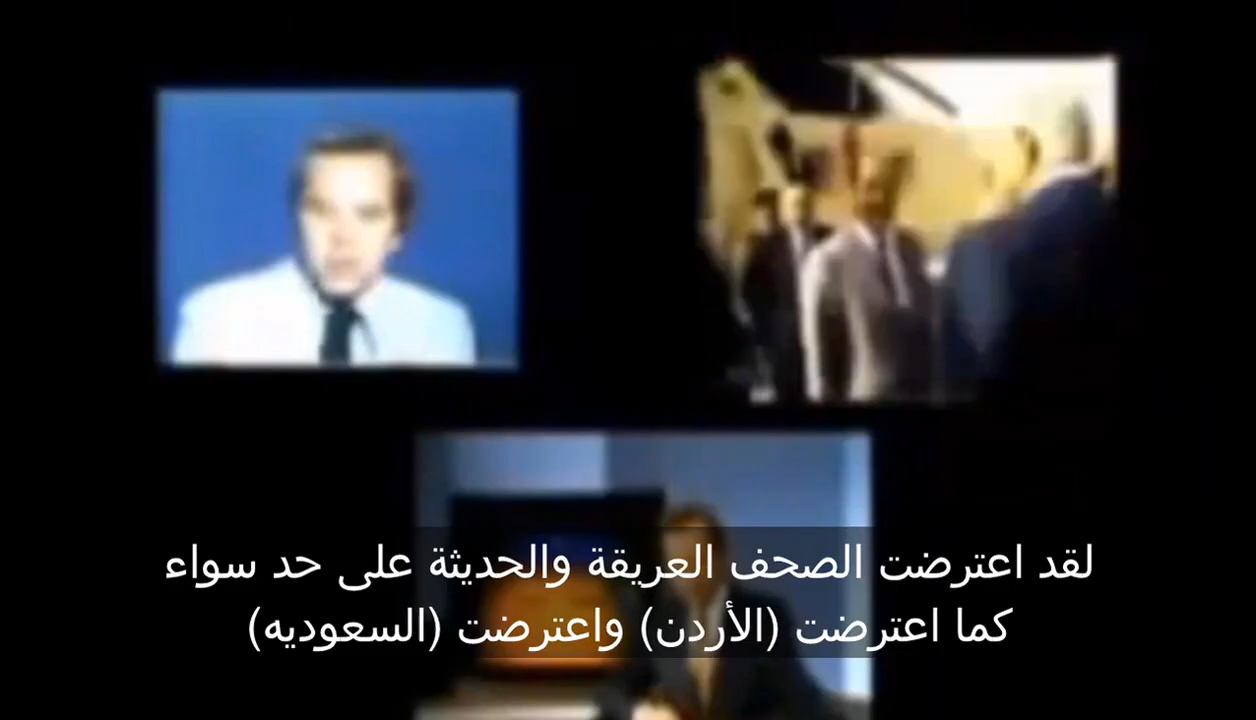 لقد اعترضت الصحف العريقة والحديثة على حد سواء
كما اعترضت (الأردن) واعترضت (السعوديه)